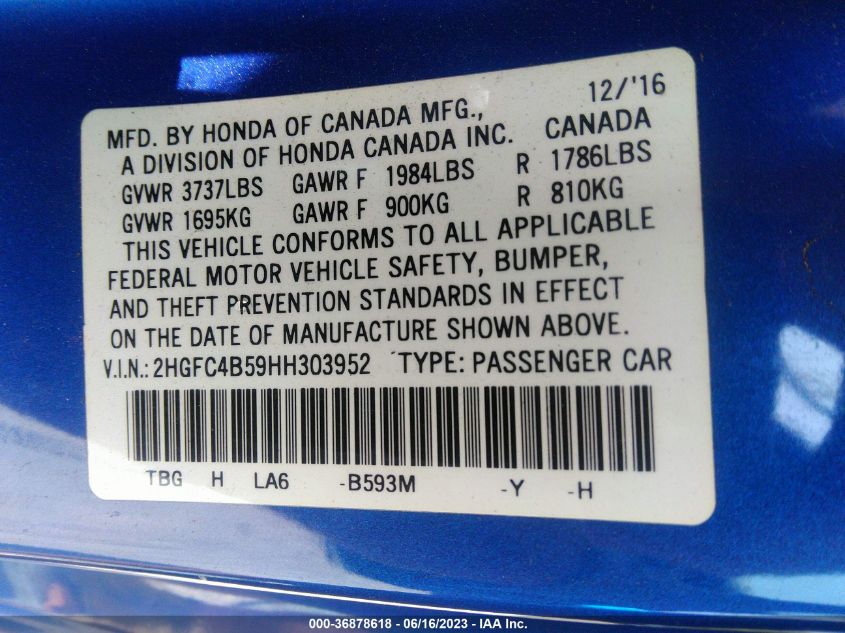 12/'16
MFD. BY HONDA OF CANADA MFG., CANADA
A DIVISION OF HONDA CANADA INC.
GVWR 3737LBS GAWR F 1984LBS R 1786LBS
GVWR 1695KG GAWR F 900KG R 810KG
THIS VEHICLE CONFORMS TO ALL APPLICABLE
FEDERAL MOTOR VEHICLE SAFETY, BUMPER,
AND THEFT PREVENTION STANDARDS IN EFFECT
ON THE DATE OF MANUFACTURE SHOWN ABOVE.
V.I.N.: 2HGFC4B59HH303952 TYPE: PASSENGER CAR
TBG H LA6 -B593M -Y -H
000-36878618 - 06/16/2023 - IAA Inc.